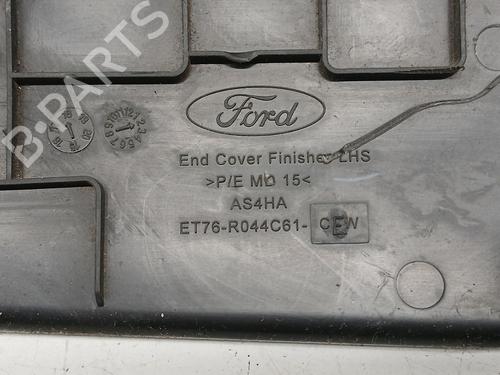 B-PARTS
Ford
End Cover Finisher LHS
>P/E MD 15<
AS4HA
ET76-R044C61-